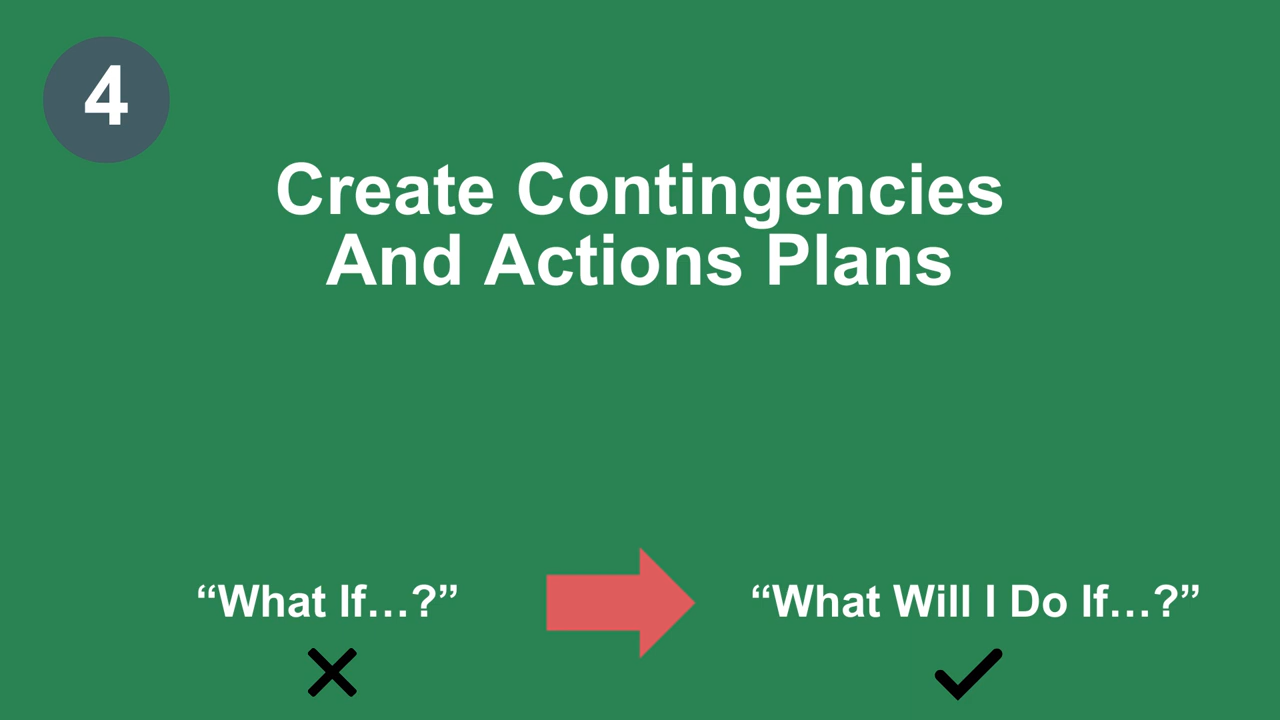 4
Create Contingencies
And Actions Plans
“What If…?”
“What Will I Do If…?”